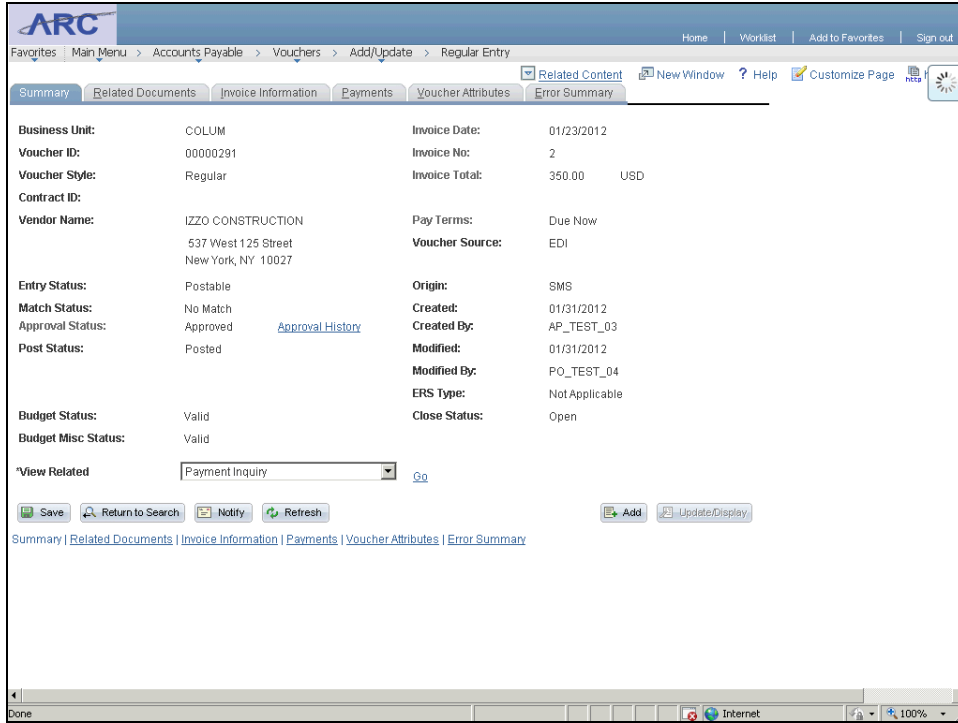 ARC
Home | Worklist | Add to Favorites | Sign out
Favorites | Main Menu > Accounts Payable > Vouchers > Add/Update > Regular Entry
Related Content New Window ? Help Customize Page http
Summary Related Documents Invoice Information Payments Voucher Attributes Error Summary
Business Unit: COLUM Invoice Date: 01/23/2012
Voucher ID: 00000291 Invoice No: 2
Voucher Style: Regular Invoice Total: 350.00 USD
Contract ID:
Vendor Name: IZZO CONSTRUCTION Pay Terms: Due Now
537 West 125 Street Voucher Source: EDI
New York, NY 10027
Entry Status: Postable Origin: SMS
Match Status: No Match Created: 01/31/2012
Approval Status: Approved Approval History Created By: AP_TEST_03
Post Status: Posted Modified: 01/31/2012
Modified By: PO_TEST_04
ERS Type: Not Applicable
Budget Status: Valid Close Status: Open
Budget Misc Status: Valid
*View Related Payment Inquiry Go
Save Return to Search Notify Refresh Add Update/Display
Summary | Related Documents | Invoice Information | Payments | Voucher Attributes | Error Summary
Done Internet 100%